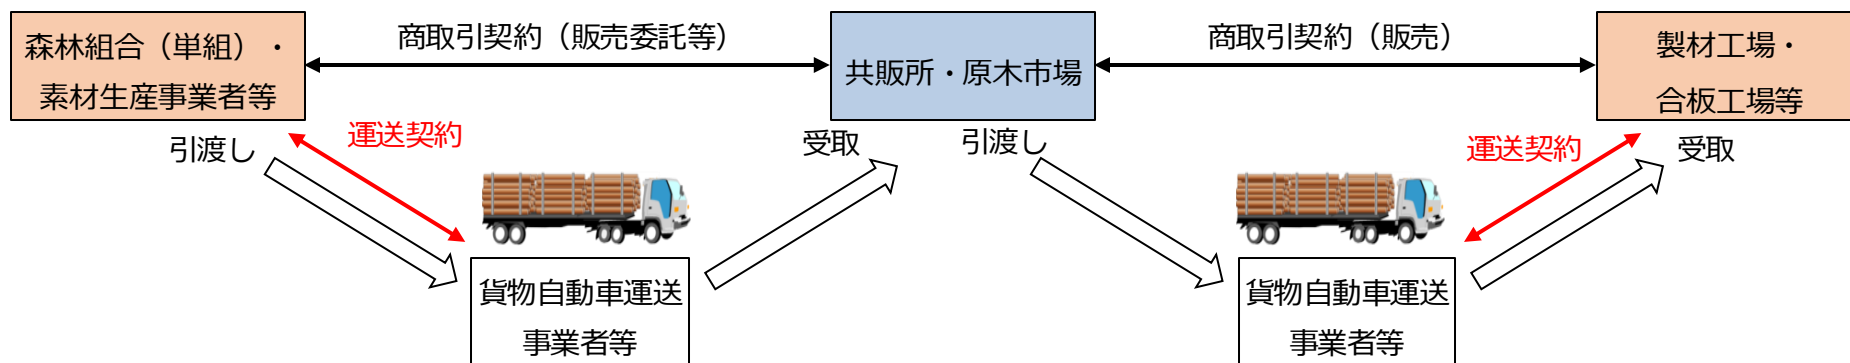 森林組合（単組）・
素材生産事業者等
商取引契約（販売委託等）
共販所・原木市場
商取引契約（販売）
製材工場・
合板工場等
引渡し
運送契約
受取
引渡し
運送契約
受取
貨物自動車運送
事業者等
貨物自動車運送
事業者等